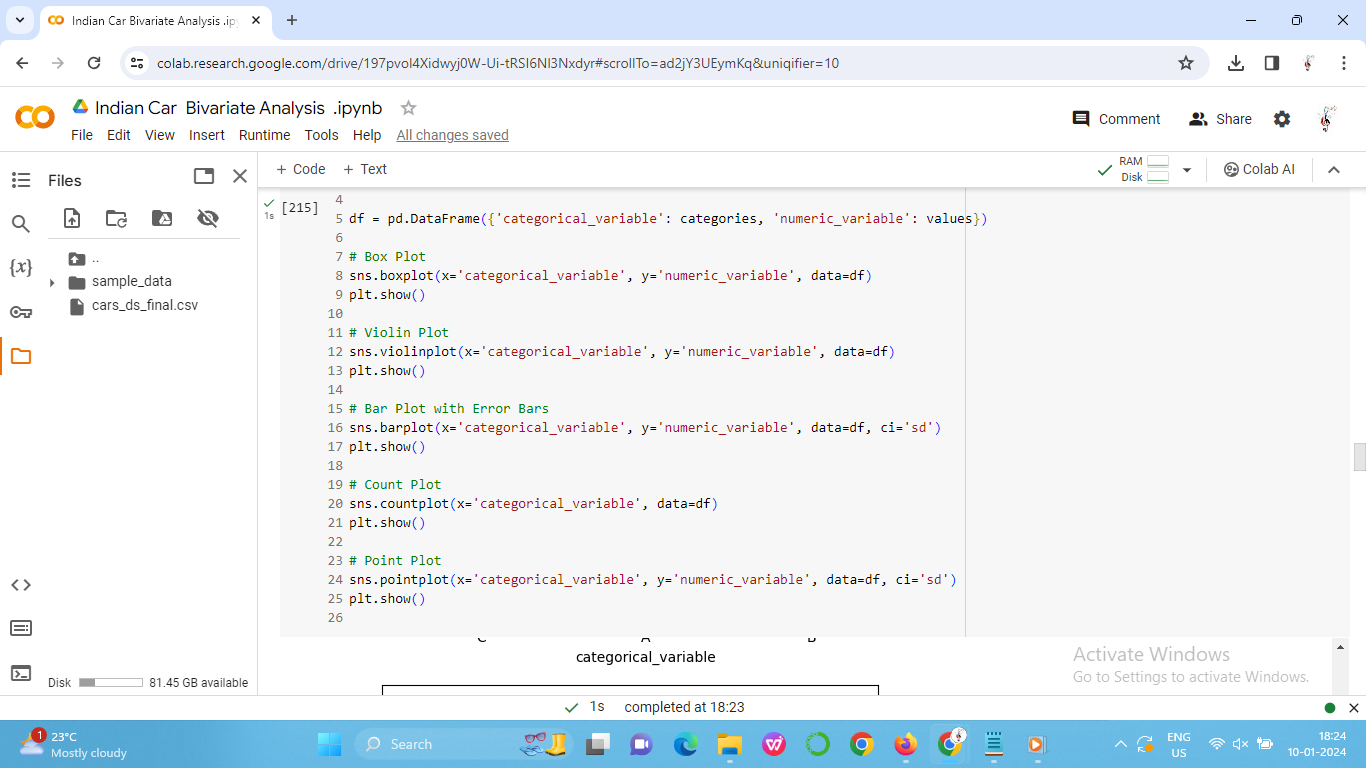 Indian Car Bivariate Analysis .ip
colab.research.google.com/drive/197pvol4Xidwyj0W-Ui-tRSI6NI3Nxdyr#scrollTo=ad2jY3UEymKq&uniqifier=10
Indian Car Bivariate Analysis .ipynb
File Edit View Insert Runtime Tools Help All changes saved
Comment Share
Files
+ Code + Text
RAM
Disk
Colab AI
..
sample_data
cars_ds_final.csv
{x}
[215]
1s
4
5 df = pd.DataFrame({'categorical_variable': categories, 'numeric_variable': values})
6
7 # Box Plot
8 sns.boxplot(x='categorical_variable', y='numeric_variable', data=df)
9 plt.show()
10
11 # Violin Plot
12 sns.violinplot(x='categorical_variable', y='numeric_variable', data=df)
13 plt.show()
14
15 # Bar Plot with Error Bars
16 sns.barplot(x='categorical_variable', y='numeric_variable', data=df, ci='sd')
17 plt.show()
18
19 # Count Plot
20 sns.countplot(x='categorical_variable', data=df)
21 plt.show()
22
23 # Point Plot
24 sns.pointplot(x='categorical_variable', y='numeric_variable', data=df, ci='sd')
25 plt.show()
26
C A B
categorical_variable
Activate Windows
Go to Settings to activate Windows.
Disk 81.45 GB available
1s completed at 18:23
1
23°C
Mostly cloudy
Search
ENG
US
18:24
10-01-2024